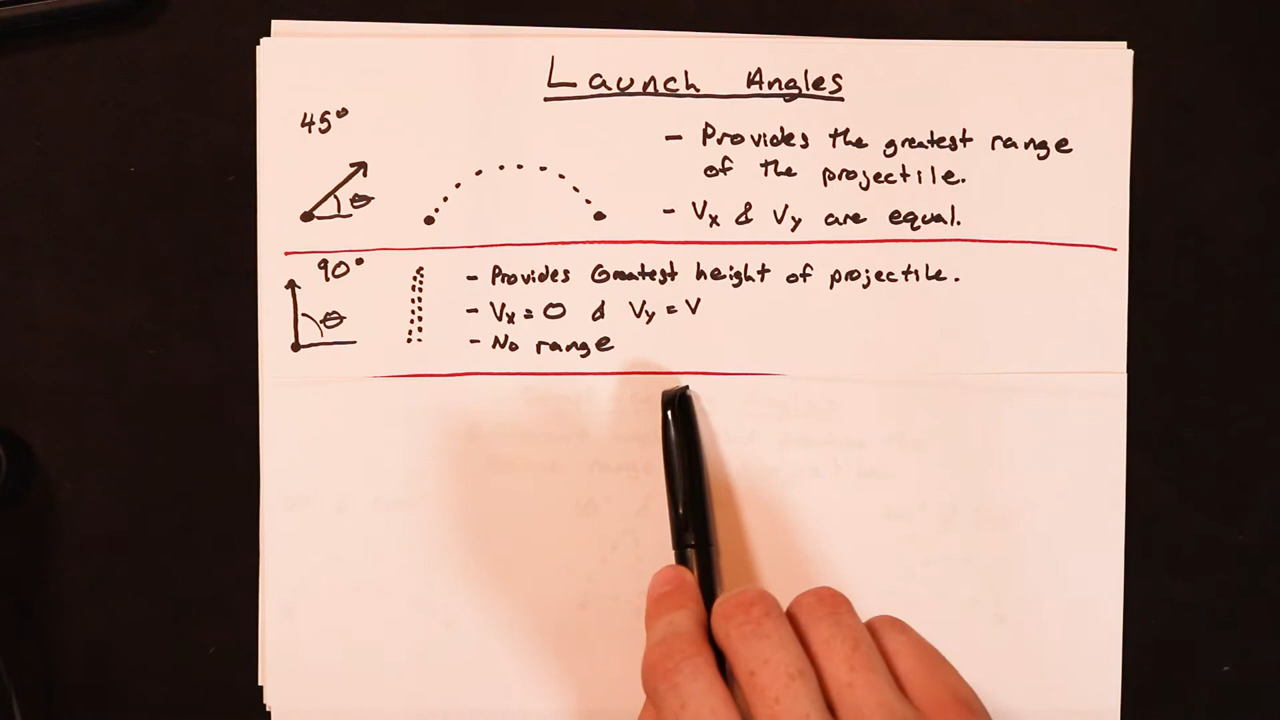 Launch Angles
45°
- Provides the greatest range
of the projectile.
θ
- Vx & Vy are equal.
90°
- Provides Greatest height of projectile.
θ
- Vx = 0 & Vy = V
- No range